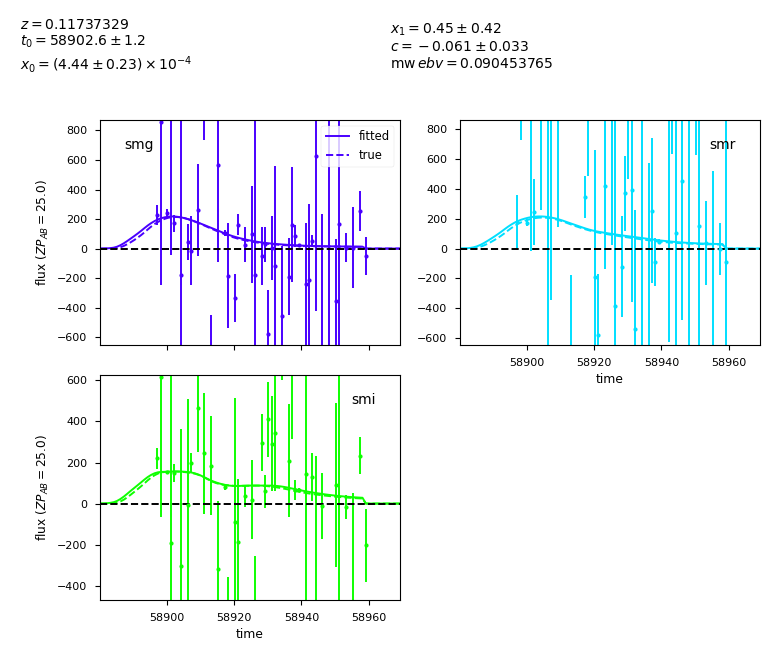 z = 0.11737329
t₀ = 58902.6 ± 1.2
x₀ = (4.44 ± 0.23) × 10⁻⁴
x₁ = 0.45 ± 0.42
c = −0.061 ± 0.033
mw ebv = 0.090453765
800
600
400
200
0
−200
−400
−600
flux (ZP_AB = 25.0)
smg
fitted
true
800
600
400
200
0
−200
−400
−600
smr
58900
58920
58940
58960
time
600
400
200
0
−200
−400
flux (ZP_AB = 25.0)
smi
58900
58920
58940
58960
time